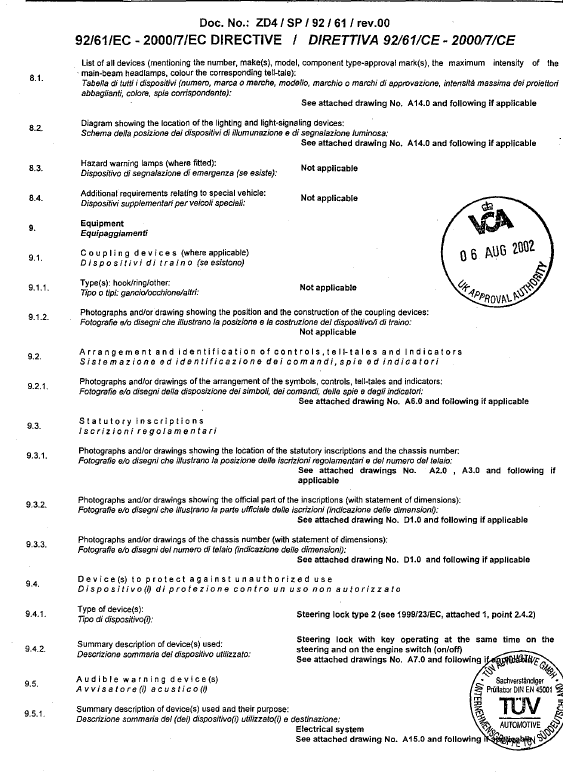 Doc. No.: ZD4 / SP / 92 / 61 / rev.00
92/61/EC - 2000/7/EC DIRECTIVE / DIRETTIVA 92/61/CE - 2000/7/CE
8.1. List of all devices (mentioning the number, make(s), model, component type-approval mark(s), the maximum intensity of the
main-beam headlamps, colour the corresponding tell-tale):
Tabella di tutti i dispositivi (numero, marca o marche, modello, marchio o marchi di approvazione, intensità massima dei proiettori
abbaglianti, colore, spia corrispondente):
See attached drawing No. A14.0 and following if applicable
8.2. Diagram showing the location of the lighting and light-signaling devices:
Schema della posizione dei dispositivi di illumunazione e di segnalazione luminosa:
See attached drawing No. A14.0 and following if applicable
8.3. Hazard warning lamps (where fitted):
Dispositivo di segnalazione di emergenza (se esiste):
Not applicable
8.4. Additional requirements relating to special vehicle:
Dispositivi supplementari per veicoli speciali:
Not applicable
9. Equipment
Equipaggiamenti
9.1. Coupling devices (where applicable)
Dispositivi di traino (se esistono)
VCA
06 AUG 2002
UK APPROVAL AUTHORITY
9.1.1. Type(s): hook/ring/other:
Tipo o tipi: gancio/occhione/altri:
Not applicable
9.1.2. Photographs and/or drawing showing the position and the construction of the coupling devices:
Fotografie e/o disegni che illustrano la posizione e la costruzione del dispositivo/i di traino:
Not applicable
9.2. Arrangement and identification of controls, tell-tales and indicators
Sistemazione ed identificazione dei comandi, spie ed indicatori
9.2.1. Photographs and/or drawings of the arrangement of the symbols, controls, tell-tales and indicators:
Fotografie e/o disegni della disposizione dei simboli, dei comandi, delle spie e degli indicatori:
See attached drawing No. A6.0 and following if applicable
9.3. Statutory inscriptions
Iscrizioni regolamentari
9.3.1. Photographs and/or drawings showing the location of the statutory inscriptions and the chassis number:
Fotografie e/o disegni che illustrano la posizione delle iscrizioni regolamentari e del numero del telaio:
See attached drawings No. A2.0 , A3.0 and following if
applicable
9.3.2. Photographs and/or drawings showing the official part of the inscriptions (with statement of dimensions):
Fotografie e/o disegni che illustrano la parte ufficiale delle iscrizioni (indicazione delle dimensioni):
See attached drawing No. D1.0 and following if applicable
9.3.3. Photographs and/or drawings of the chassis number (with statement of dimensions):
Fotografie e/o disegni del numero di telaio (indicazione delle dimensioni):
See attached drawing No. D1.0 and following if applicable
9.4. Device(s) to protect against unauthorized use
Dispositivo(i) di protezione contro un uso non autorizzato
9.4.1. Type of device(s):
Tipo di dispositivo(i):
Steering lock type 2 (see 1999/23/EC, attached 1, point 2.4.2)
9.4.2. Summary description of device(s) used:
Descrizione sommaria del dispositivo utilizzato:
Steering lock with key operating at the same time on the
steering and on the engine switch (on/off)
See attached drawings No. A7.0 and following if
9.5. Audible warning device(s)
Avvisatore(i) acustico(i)
9.5.1. Summary description of device(s) used and their purpose:
Descrizione sommaria del (dei) dispositivo(i) utilizzato(i) e destinazione:
Electrical system
See attached drawing No. A15.0 and following if
Sachverständiger
Prüflabor DIN EN 45001
TÜV
AUTOMOTIVE